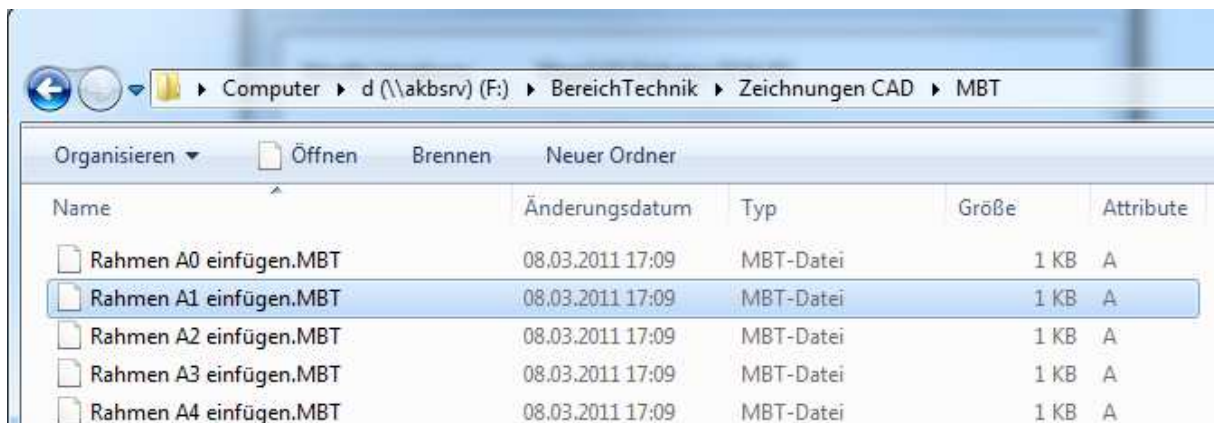 Computer d (\\akbsrv) (F:) BereichTechnik Zeichnungen CAD MBT
Organisieren Öffnen Brennen Neuer Ordner
Name Änderungsdatum Typ Größe Attribute
Rahmen A0 einfügen.MBT 08.03.2011 17:09 MBT-Datei 1 KB A
Rahmen A1 einfügen.MBT 08.03.2011 17:09 MBT-Datei 1 KB A
Rahmen A2 einfügen.MBT 08.03.2011 17:09 MBT-Datei 1 KB A
Rahmen A3 einfügen.MBT 08.03.2011 17:09 MBT-Datei 1 KB A
Rahmen A4 einfügen.MBT 08.03.2011 17:09 MBT-Datei 1 KB A